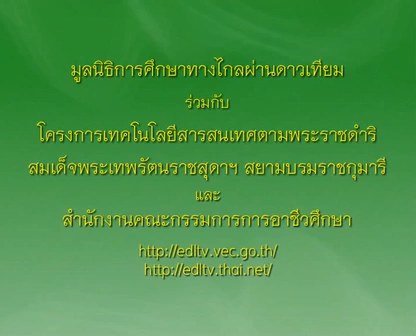 มูลนิธิการศึกษาทางไกลผ่านดาวเทียม
ร่วมกับ
โครงการเทคโนโลยีสารสนเทศตามพระราชดำริ
สมเด็จพระเทพรัตนราชสุดาฯ สยามบรมราชกุมารี
และ
สำนักงานคณะกรรมการการอาชีวศึกษา
http://edltv.vec.go.th/
http://edltv.thai.net/